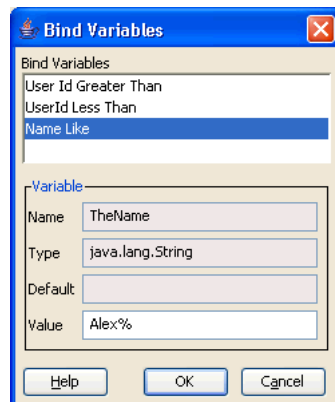 Bind Variables
Bind Variables
User Id Greater Than
UserId Less Than
Name Like
Variable
Name TheName
Type java.lang.String
Default
Value Alex%
Help OK Cancel